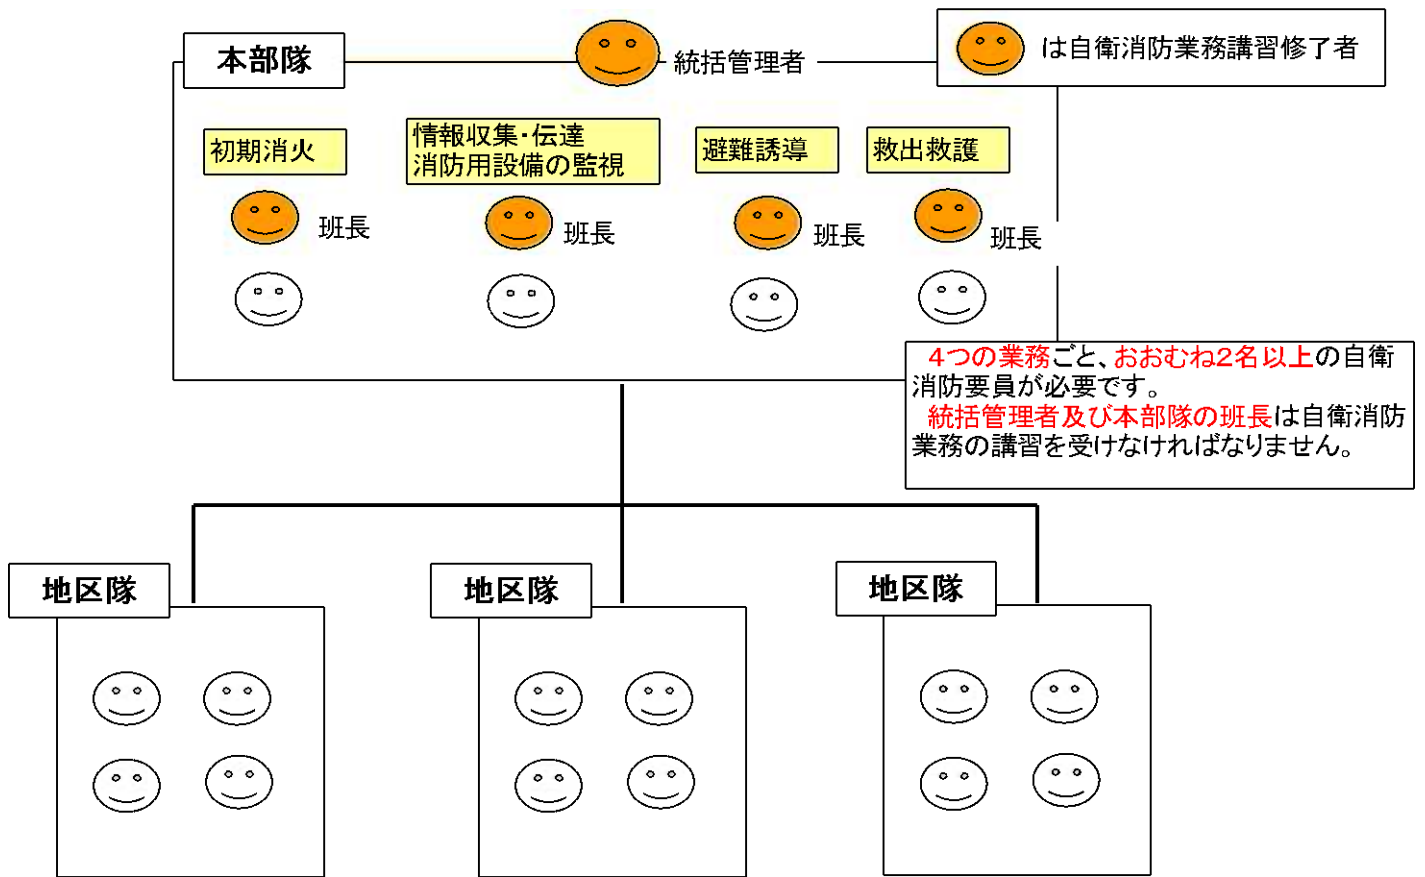 本部隊
統括管理者
は自衛消防業務講習修了者
初期消火
情報収集・伝達
消防用設備の監視
避難誘導
救出救護
班長
班長
班長
班長
4つの業務ごと、おおむね2名以上の自衛
消防要員が必要です。
統括管理者及び本部隊の班長は自衛消防
業務の講習を受けなければなりません。
地区隊
地区隊
地区隊